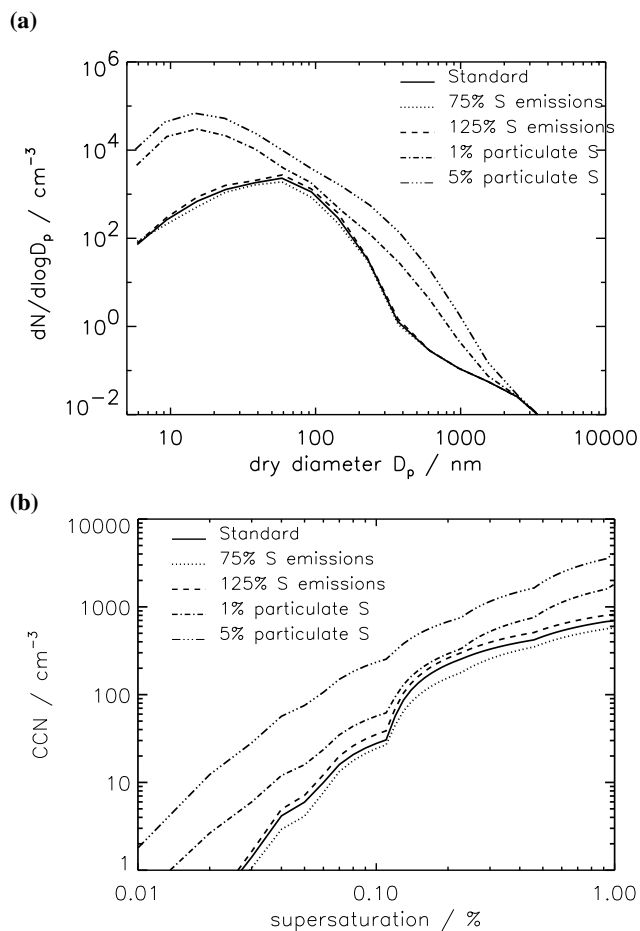 (a)
10^6
10^4
10^2
10^0
10^-2
dN/dlogD_p / cm^-3
Standard
75% S emissions
125% S emissions
1% particulate S
5% particulate S
10
100
1000
10000
dry diameter D_p / nm
(b)
10000
1000
100
10
1
CCN / cm^-3
Standard
75% S emissions
125% S emissions
1% particulate S
5% particulate S
0.01
0.10
1.00
supersaturation / %